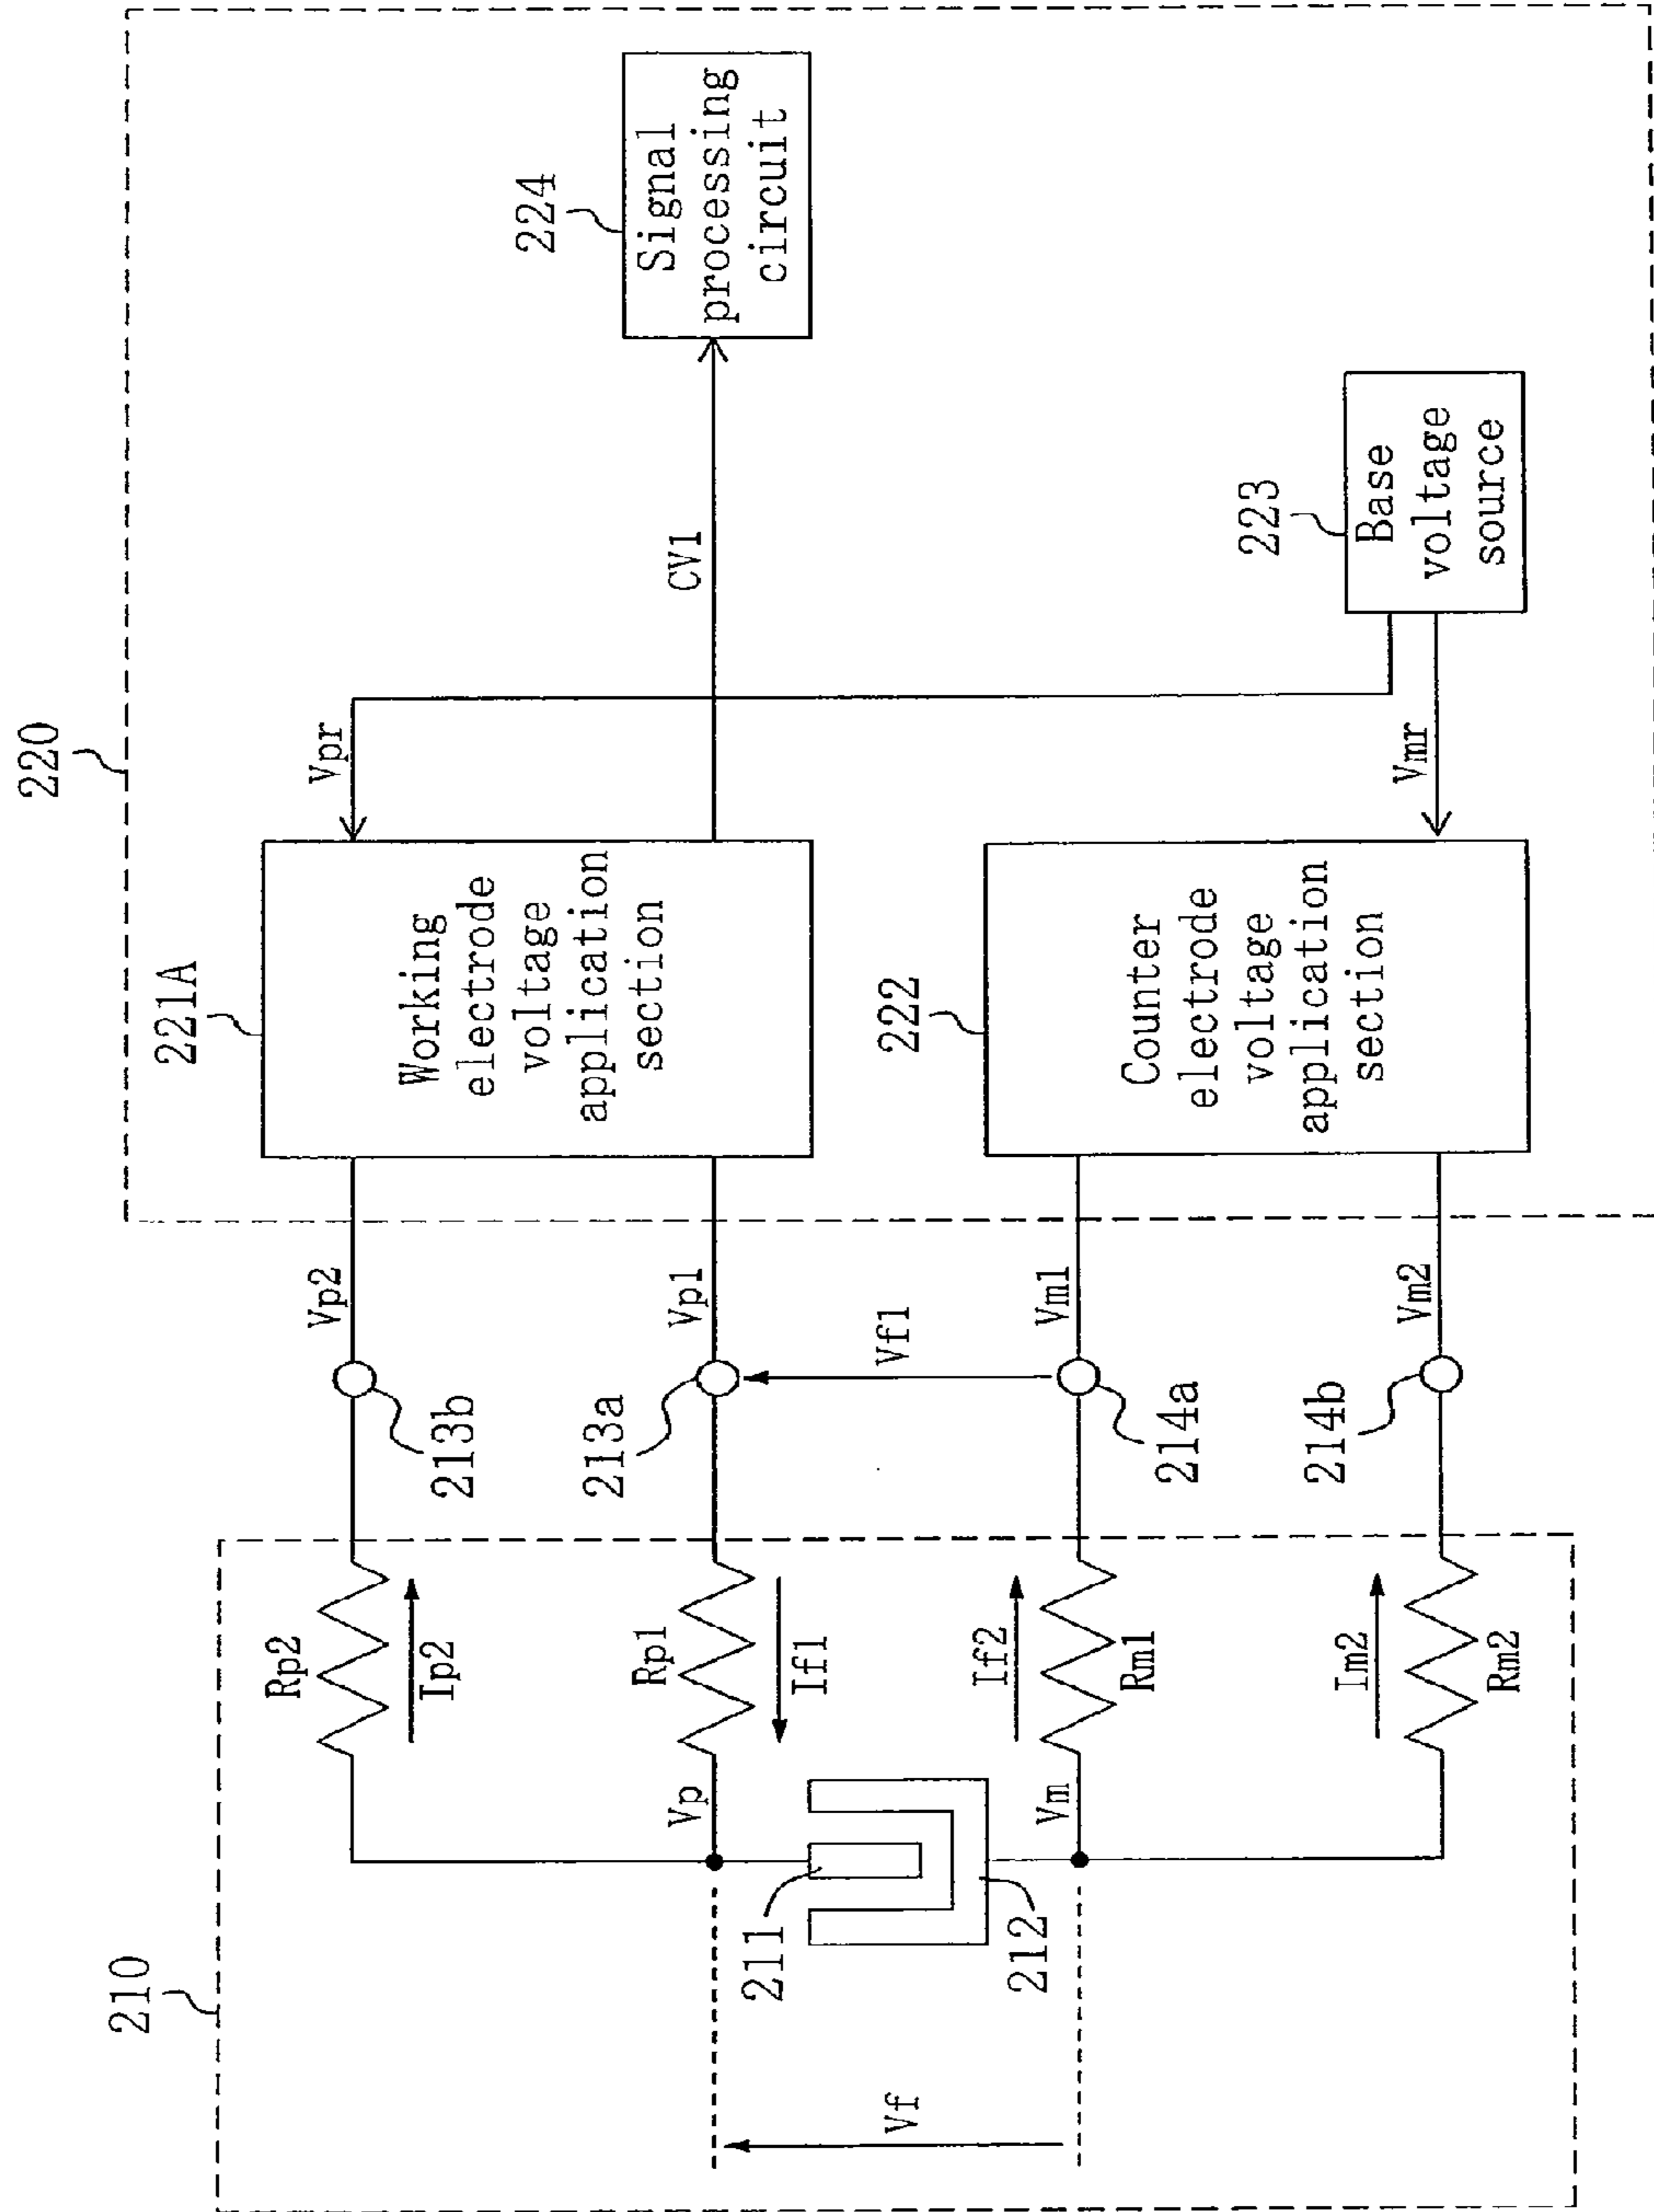 220
224
Signal
processing
circuit
CV1
223
Base
voltage
source
Vpr
Vmr
221A
Working
electrode
voltage
application
section
222
Counter
electrode
voltage
application
section
Vp2
Vp1
Vm1
Vm2
Vf1
213b
213a
214a
214b
210
Rp2
Ip2
Rp1
If1
If2
Rm1
Im2
Rm2
Vp
Vm
211
212
Vf